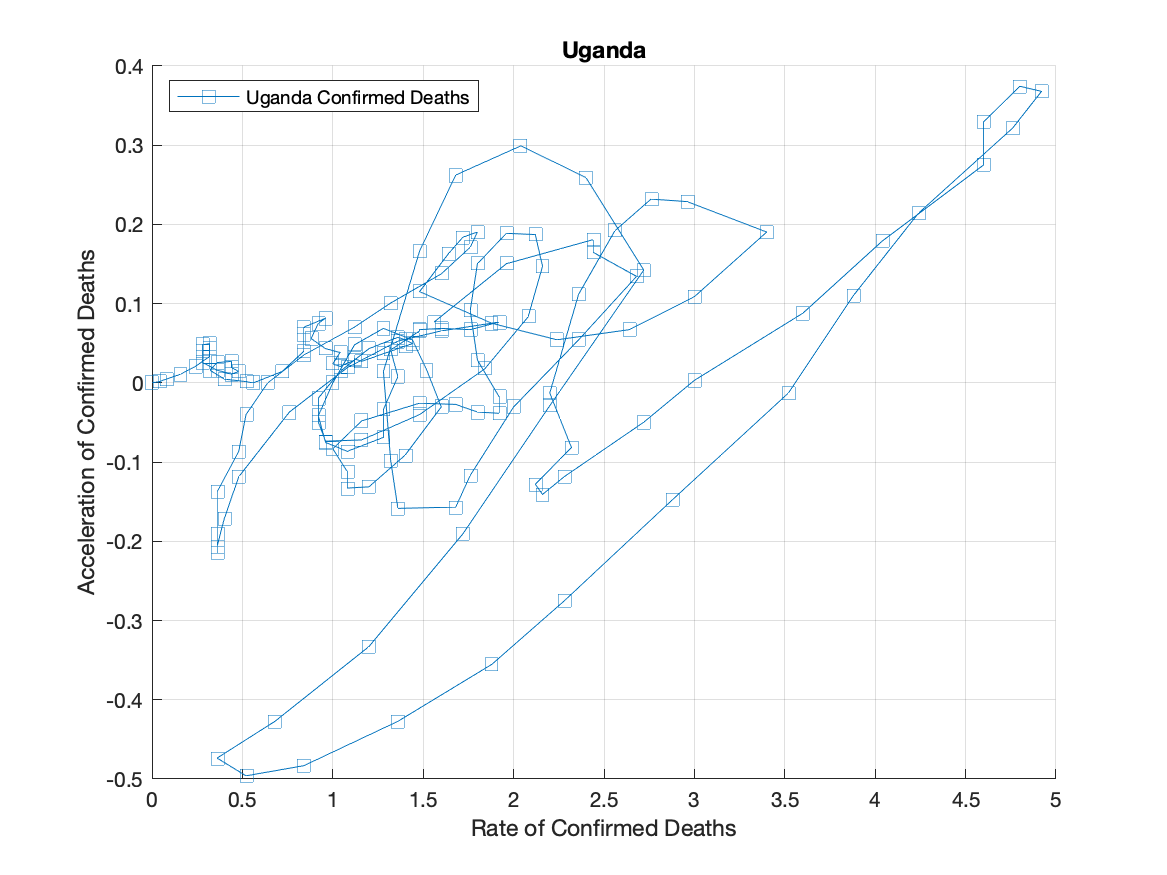 Uganda
Uganda Confirmed Deaths
0.4
0.3
0.2
0.1
0
-0.1
-0.2
-0.3
-0.4
-0.5
Acceleration of Confirmed Deaths
0 0.5 1 1.5 2 2.5 3 3.5 4 4.5 5
Rate of Confirmed Deaths